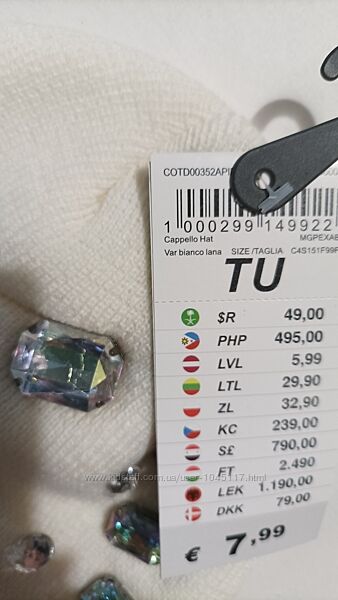 COTD00352API
1 000299 149922
Cappello Hat MGPEXAB
Var bianco lana SIZE /TAGLIA C4S151F99F
TU
$R 49,00
PHP 495,00
LVL 5,99
LTL 29,90
ZL 32,90
KC 239,00
S£ 790,00
FT 2.490
LEK 1.190,00
DKK 79,00
€ 7,99